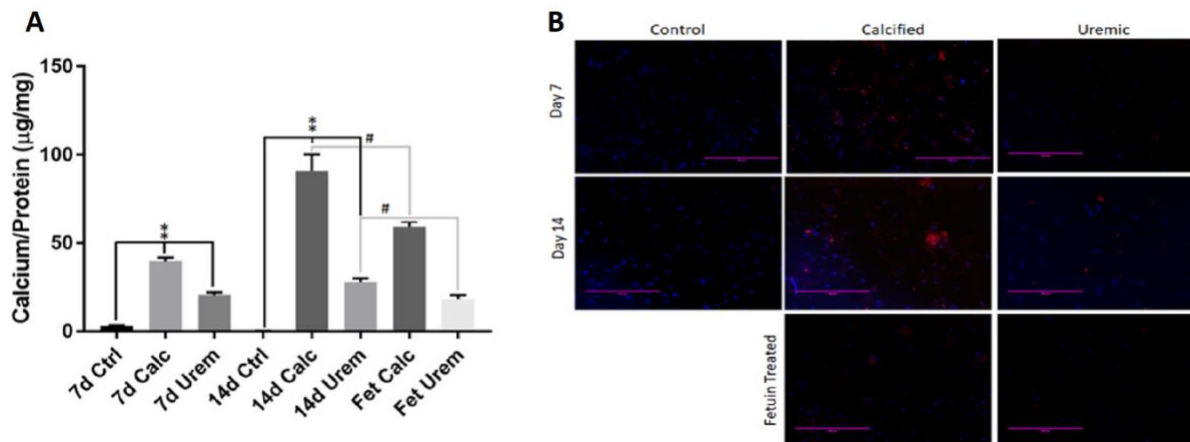 A
Calcium/Protein (µg/mg)
150
100
50
0
**
**
#
#
7d Ctrl
7d Calc
7d Urem
14d Ctrl
14d Calc
14d Urem
Fet Calc
Fet Urem
B
Control
Calcified
Uremic
Day 7
Day 14
Fetuin Treated